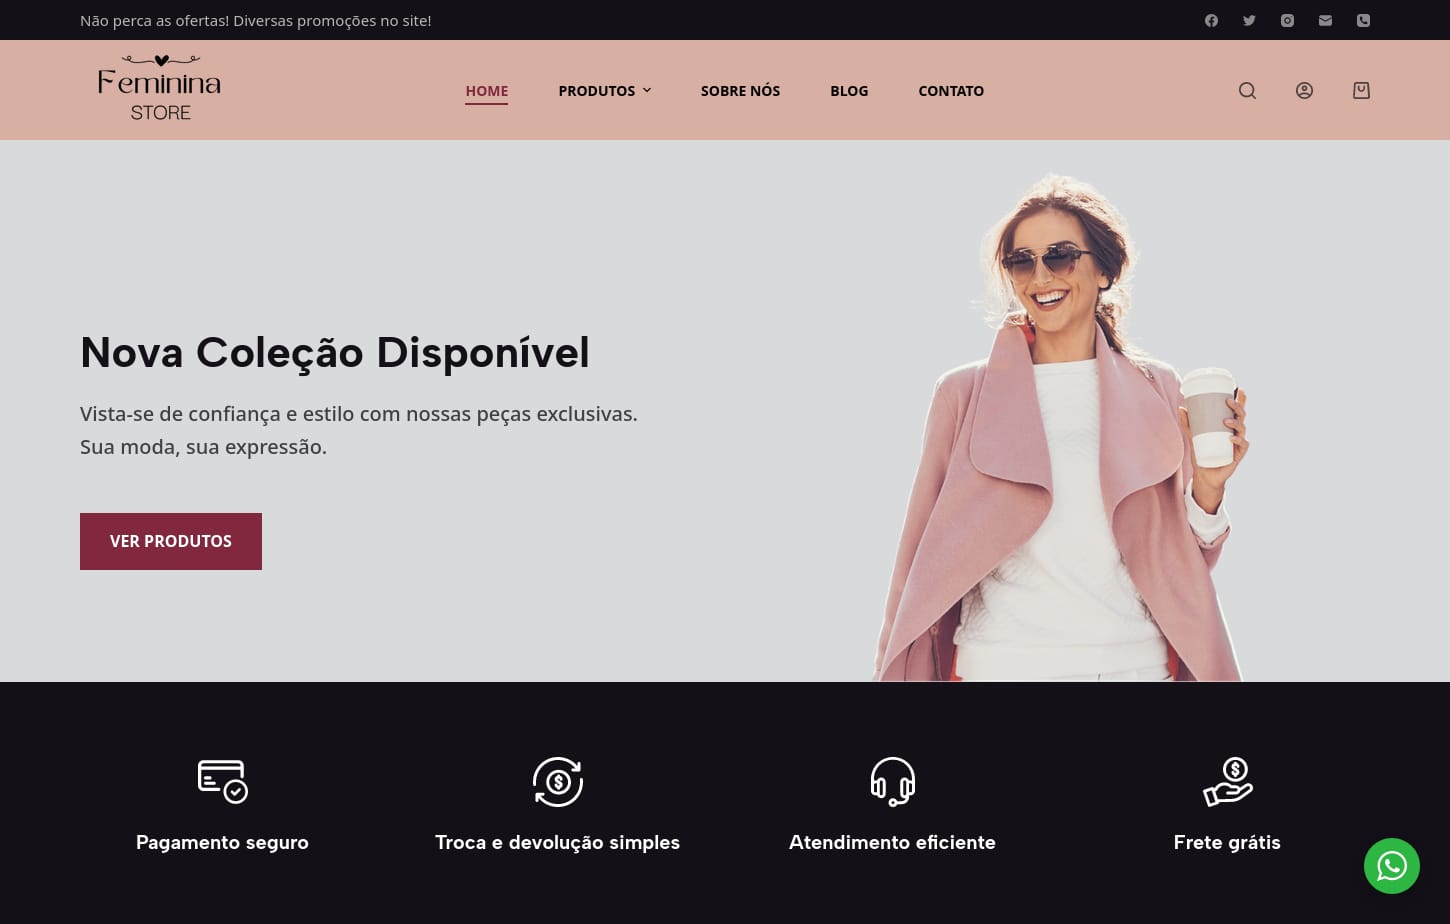 Não perca as ofertas! Diversas promoções no site!
Feminina
STORE
HOME
PRODUTOS
SOBRE NÓS
BLOG
CONTATO
Nova Coleção Disponível
Vista-se de confiança e estilo com nossas peças exclusivas.
Sua moda, sua expressão.
VER PRODUTOS
Pagamento seguro
Troca e devolução simples
Atendimento eficiente
Frete grátis